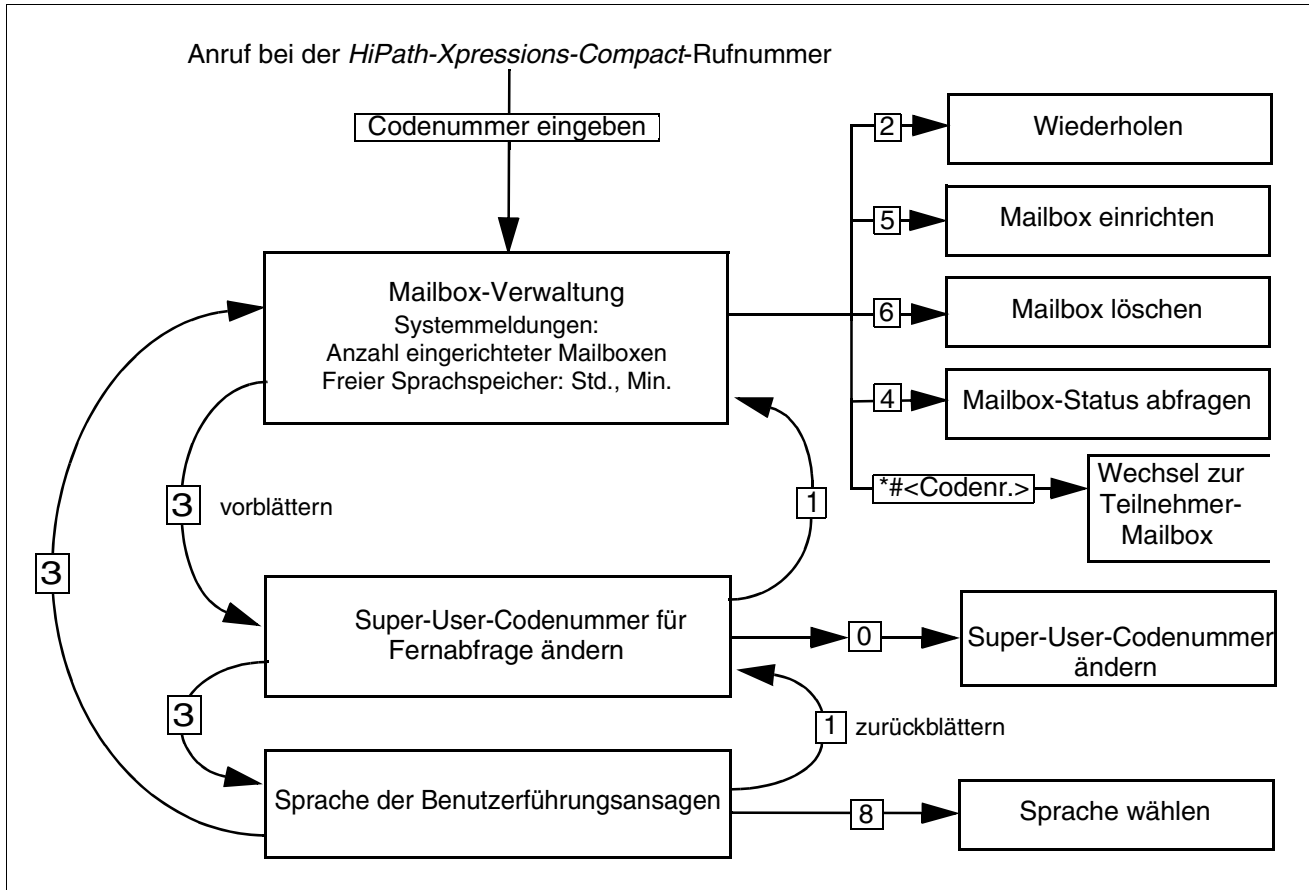 Anruf bei der HiPath-Xpressions-Compact-Rufnummer
Codenummer eingeben
2
Wiederholen
5
Mailbox einrichten
Mailbox-Verwaltung
Systemmeldungen:
Anzahl eingerichteter Mailboxen
Freier Sprachspeicher: Std., Min.
6
Mailbox löschen
4
Mailbox-Status abfragen
*#<Codenr.>
Wechsel zur
Teilnehmer-
Mailbox
3
vorblättern
1
3
Super-User-Codenummer für
Fernabfrage ändern
0
Super-User-Codenummer
ändern
3
1
zurückblättern
Sprache der Benutzerführungsansagen
8
Sprache wählen